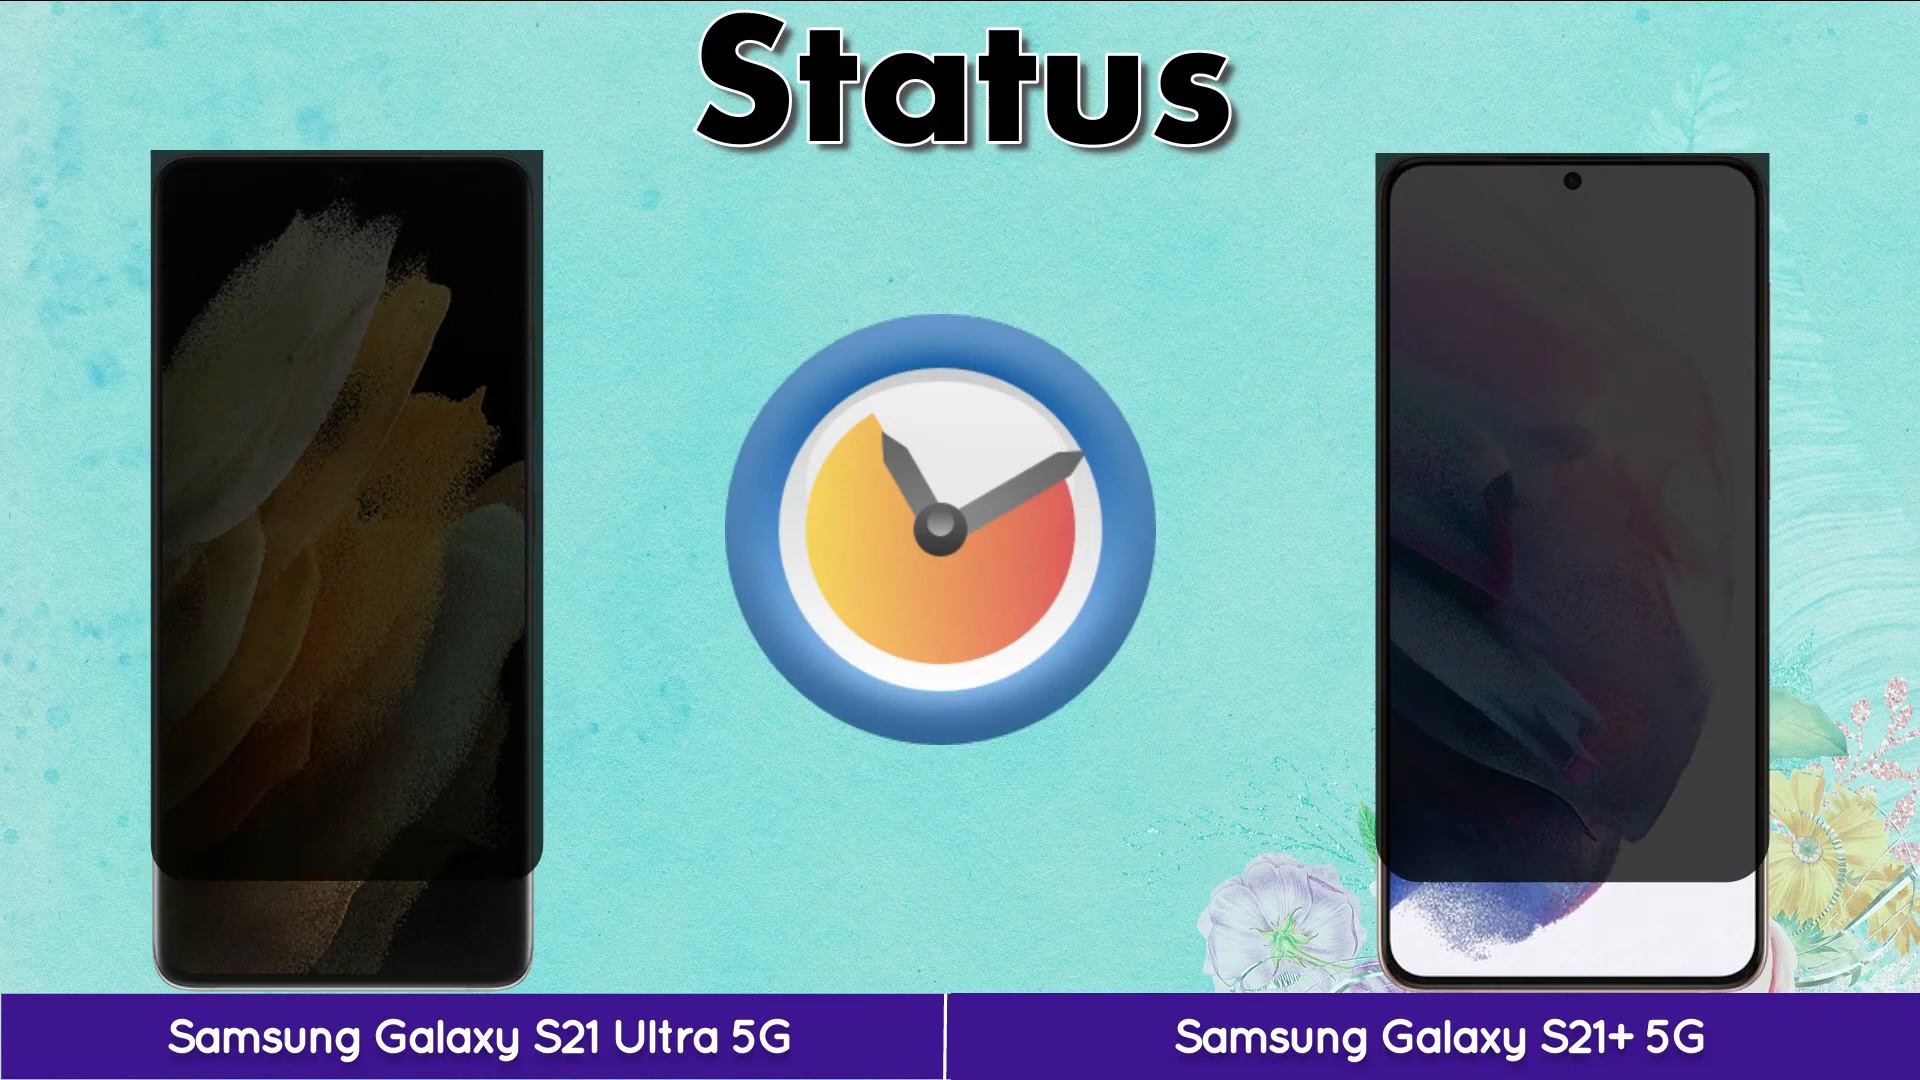 Status
Samsung Galaxy S21 Ultra 5G
Samsung Galaxy S21+ 5G